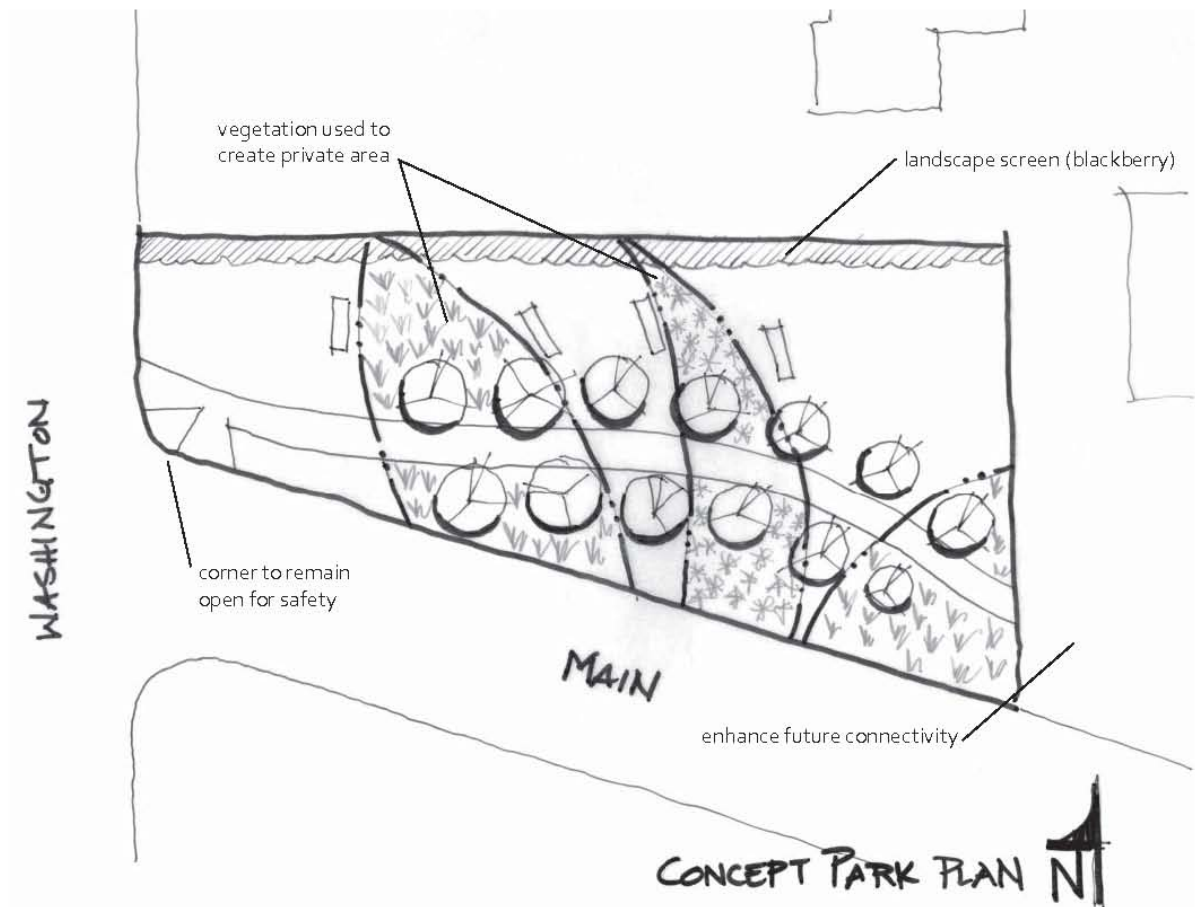 vegetation used to
create private area
landscape screen (blackberry)
WASHINGTON
corner to remain
open for safety
MAIN
enhance future connectivity
CONCEPT PARK PLAN N